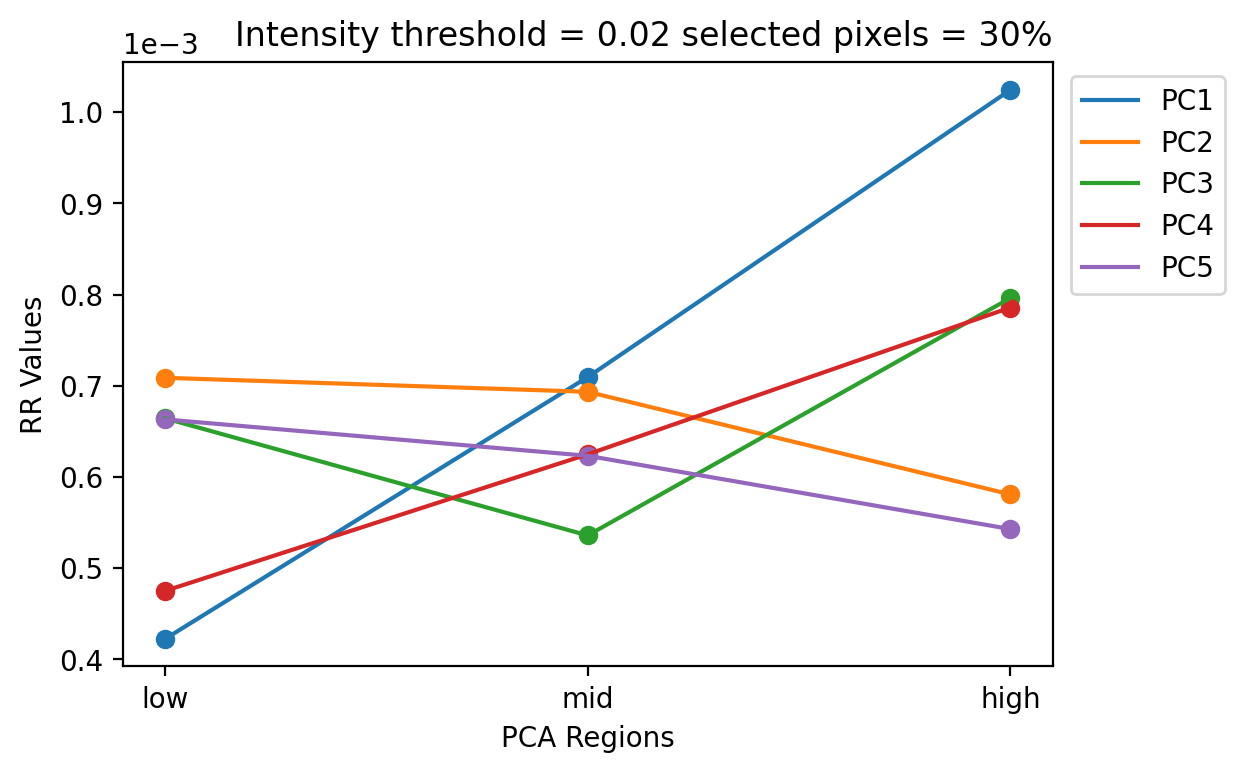 Intensity threshold = 0.02 selected pixels = 30%
1e−3
1.0
0.9
0.8
0.7
0.6
0.5
0.4
RR Values
low
mid
high
PCA Regions
PC1
PC2
PC3
PC4
PC5